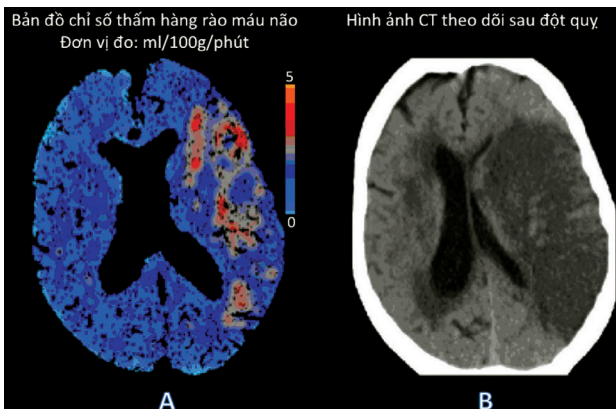 Bản đồ chỉ số thấm hàng rào máu não
Đơn vị đo: ml/100g/phút
Hình ảnh CT theo dõi sau đột quỵ
5
0
A
B